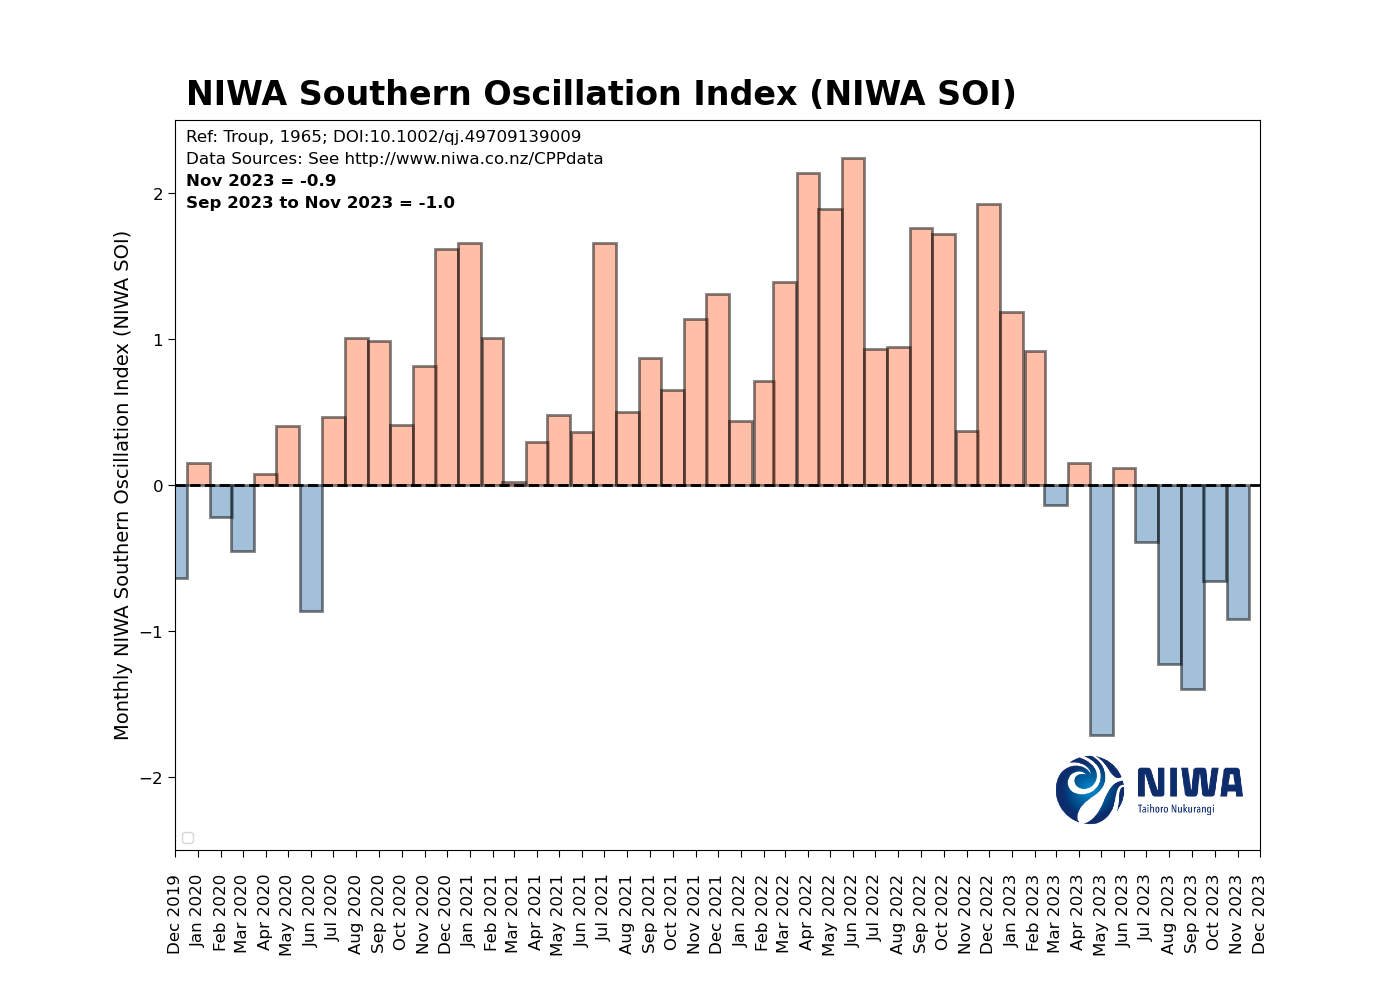 NIWA Southern Oscillation Index (NIWA SOI)
Ref: Troup, 1965; DOI:10.1002/qj.49709139009
Data Sources: See http://www.niwa.co.nz/CPPdata
Nov 2023 = -0.9
Sep 2023 to Nov 2023 = -1.0
Monthly NIWA Southern Oscillation Index (NIWA SOI)
2
1
0
−1
−2
NIWA
Taihoro Nukurangi
Dec 2019
Jan 2020
Feb 2020
Mar 2020
Apr 2020
May 2020
Jun 2020
Jul 2020
Aug 2020
Sep 2020
Oct 2020
Nov 2020
Dec 2020
Jan 2021
Feb 2021
Mar 2021
Apr 2021
May 2021
Jun 2021
Jul 2021
Aug 2021
Sep 2021
Oct 2021
Nov 2021
Dec 2021
Jan 2022
Feb 2022
Mar 2022
Apr 2022
May 2022
Jun 2022
Jul 2022
Aug 2022
Sep 2022
Oct 2022
Nov 2022
Dec 2022
Jan 2023
Feb 2023
Mar 2023
Apr 2023
May 2023
Jun 2023
Jul 2023
Aug 2023
Sep 2023
Oct 2023
Nov 2023
Dec 2023